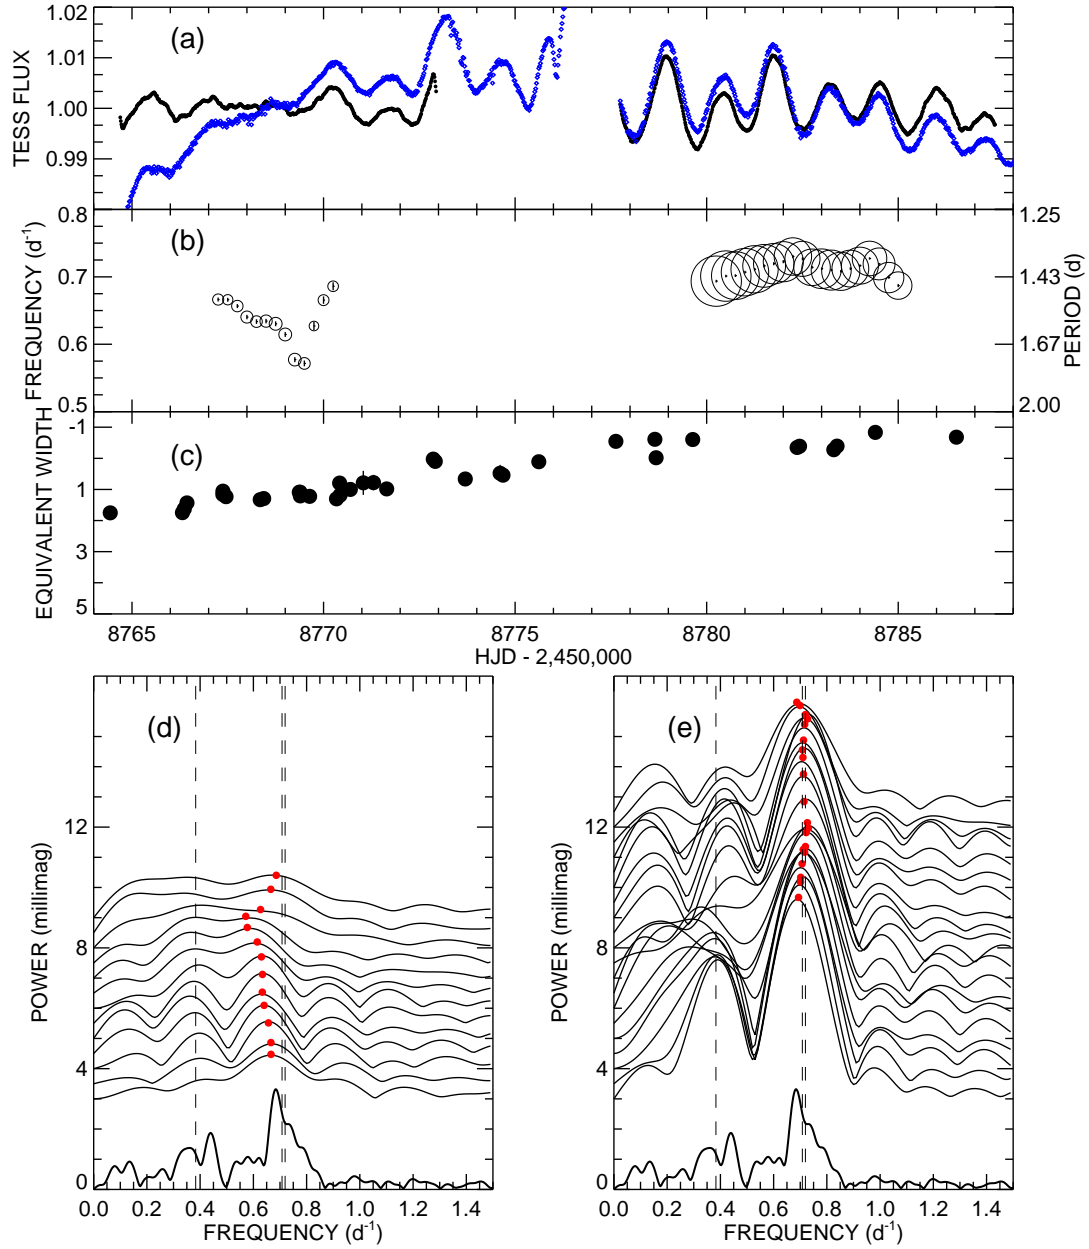 (a)
TESS FLUX
1.02
1.01
1.00
0.99
(b)
FREQUENCY (d-1)
0.8
0.7
0.6
0.5
1.25
1.43
1.67
2.00
PERIOD (d)
(c)
EQUIVALENT WIDTH
-1
1
3
5
8765 8770 8775 8780 8785
HJD - 2,450,000
(d)
POWER (millimag)
12
8
4
0
0.0 0.2 0.4 0.6 0.8 1.0 1.2 1.4
FREQUENCY (d-1)
(e)
POWER (millimag)
12
8
4
0
0.0 0.2 0.4 0.6 0.8 1.0 1.2 1.4
FREQUENCY (d-1)